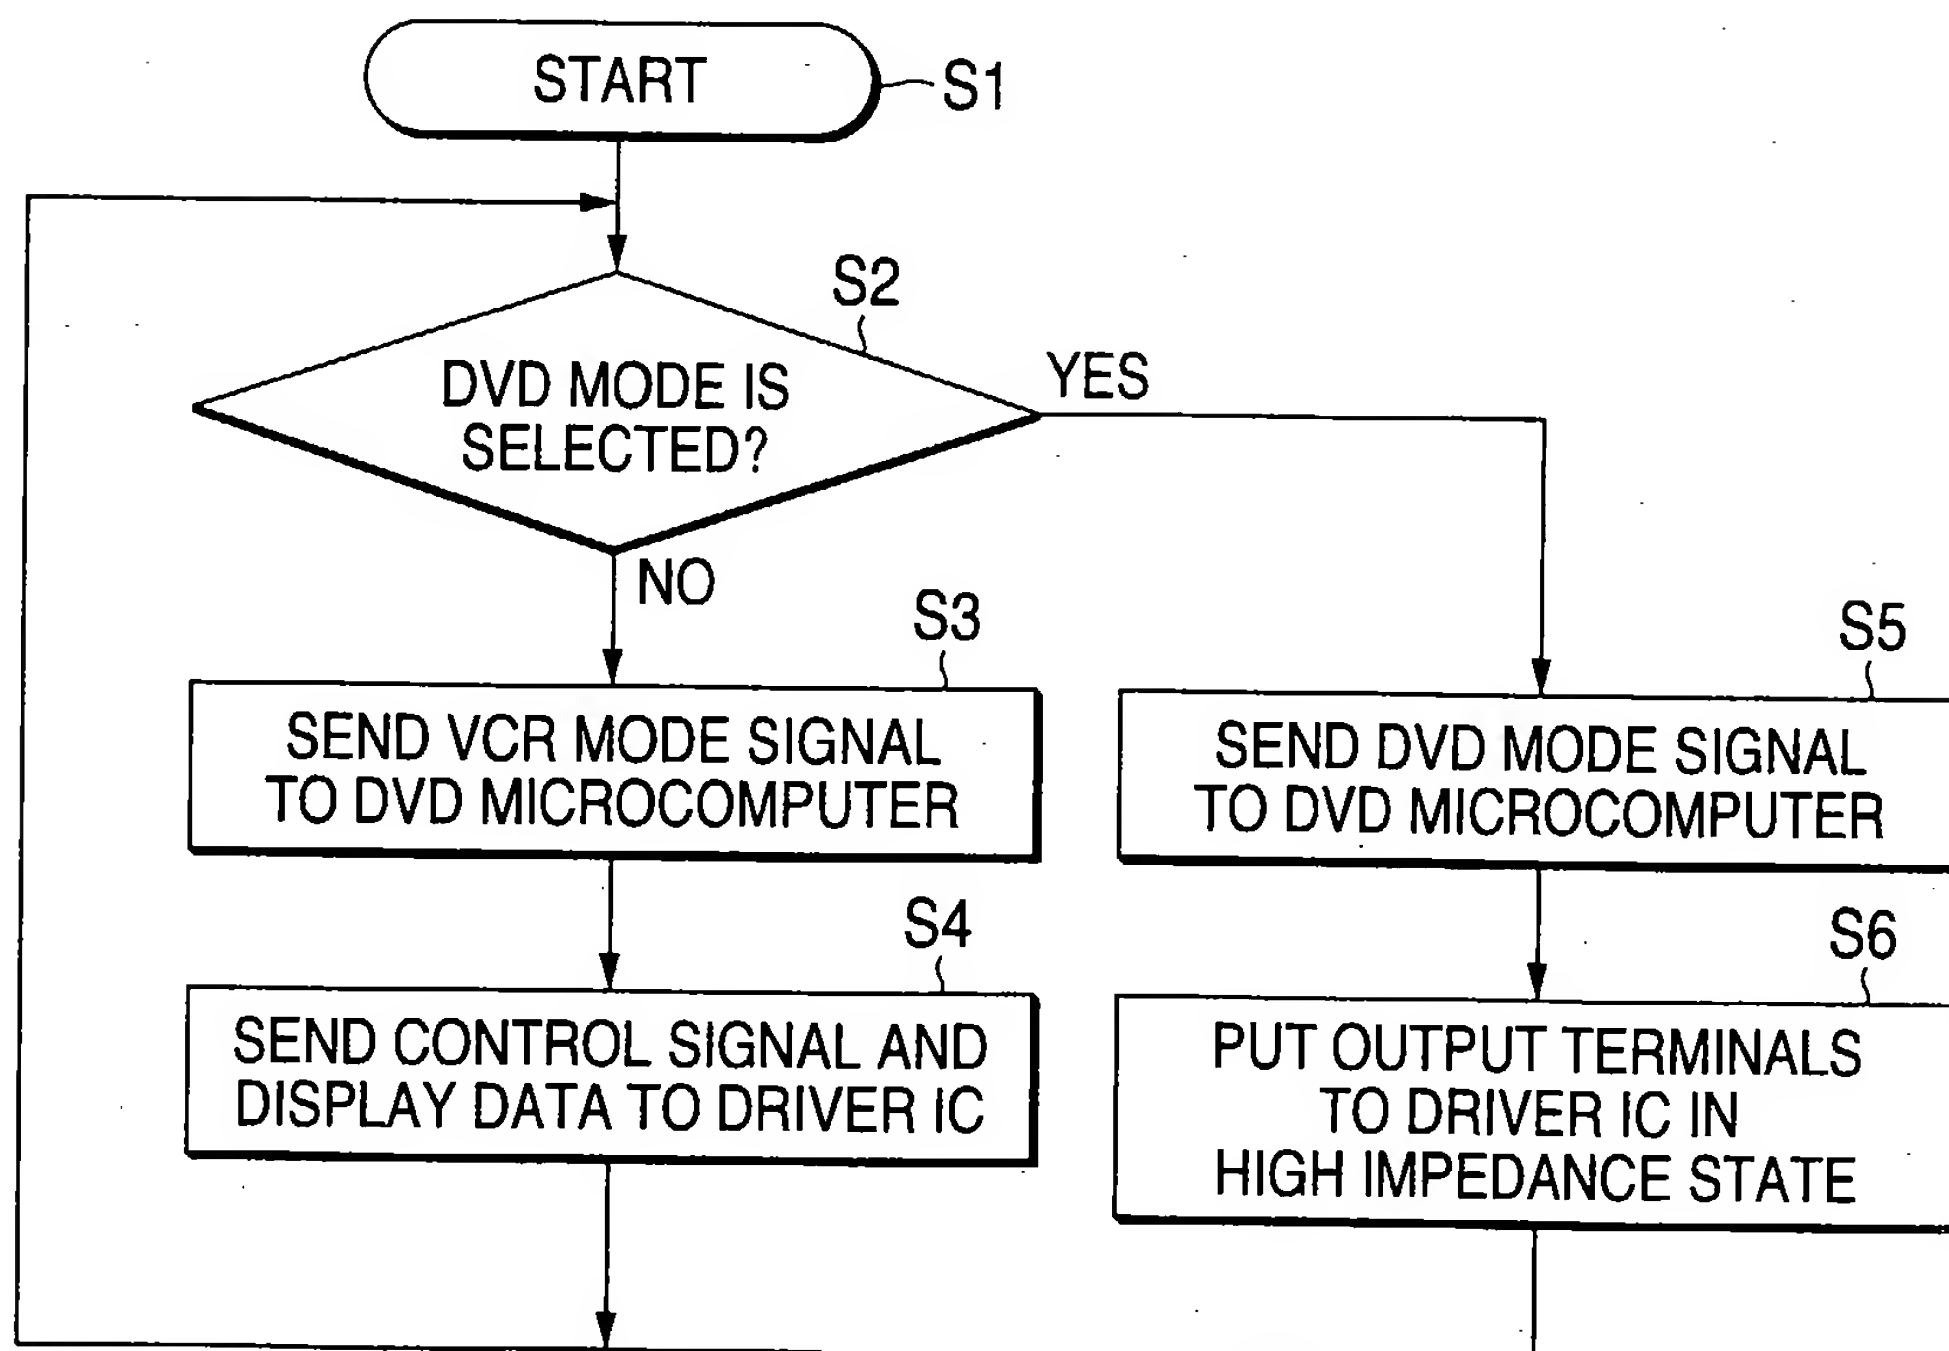 START
S1
S2
DVD MODE IS
SELECTED?
YES
NO
S3
SEND VCR MODE SIGNAL
TO DVD MICROCOMPUTER
S5
SEND DVD MODE SIGNAL
TO DVD MICROCOMPUTER
S4
SEND CONTROL SIGNAL AND
DISPLAY DATA TO DRIVER IC
S6
PUT OUTPUT TERMINALS
TO DRIVER IC IN
HIGH IMPEDANCE STATE